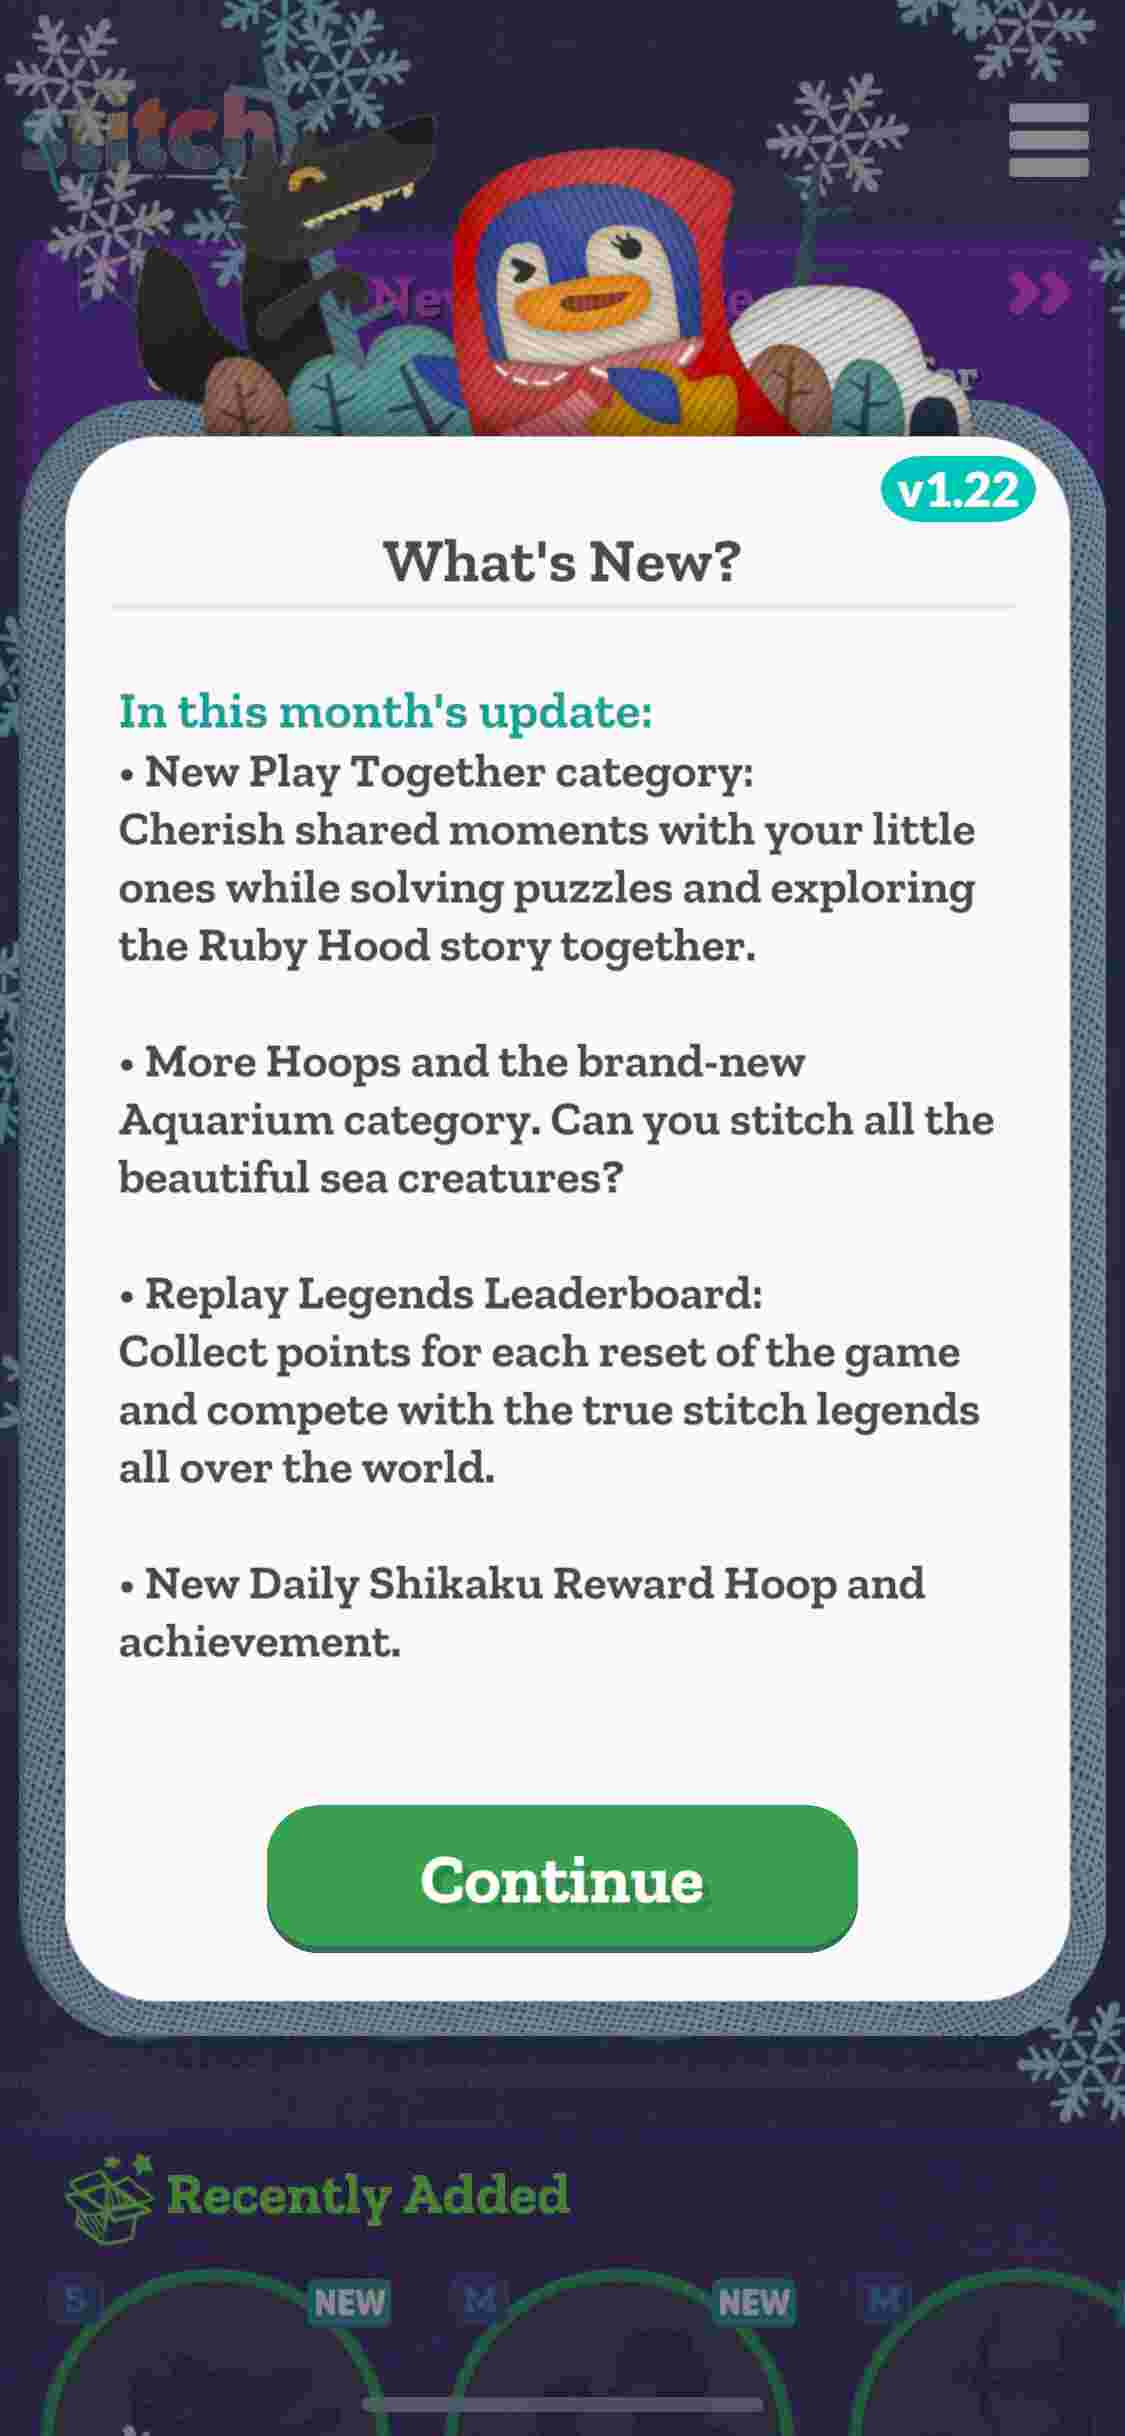 stitch
v1.22
What's New?
In this month's update:
• New Play Together category:
Cherish shared moments with your little
ones while solving puzzles and exploring
the Ruby Hood story together.
• More Hoops and the brand-new
Aquarium category. Can you stitch all the
beautiful sea creatures?
• Replay Legends Leaderboard:
Collect points for each reset of the game
and compete with the true stitch legends
all over the world.
• New Daily Shikaku Reward Hoop and
achievement.
Continue
Recently Added
S NEW M NEW M